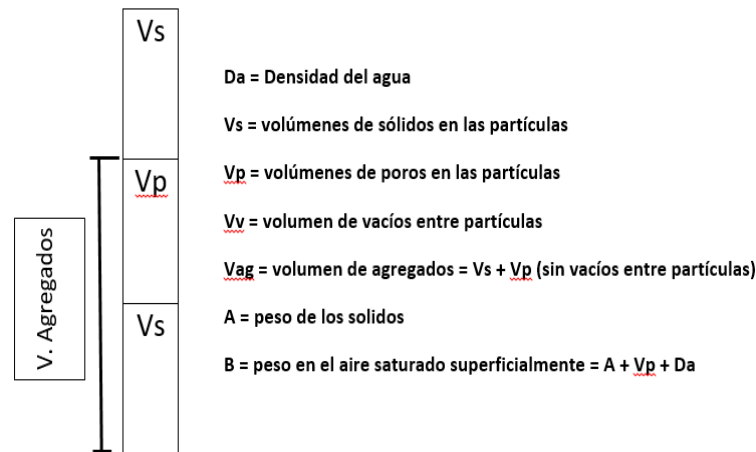 Vs
Da = Densidad del agua
Vs = volúmenes de sólidos en las partículas
Vp
Vp = volúmenes de poros en las partículas
Vv = volumen de vacíos entre partículas
V. Agregados
Vag = volumen de agregados = Vs + Vp (sin vacíos entre partículas)
Vs
A = peso de los solidos
B = peso en el aire saturado superficialmente = A + Vp + Da